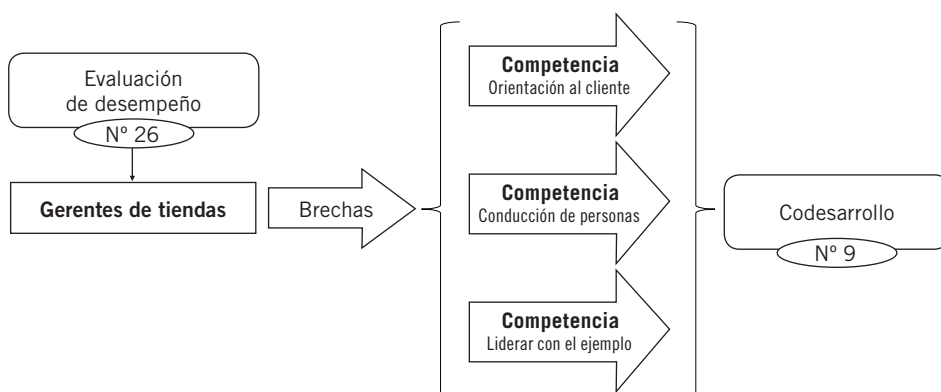 Evaluación
de desempeño
Nº 26
Gerentes de tiendas
Brechas
Competencia
Orientación al cliente
Competencia
Conducción de personas
Competencia
Liderar con el ejemplo
Codesarrollo
Nº 9